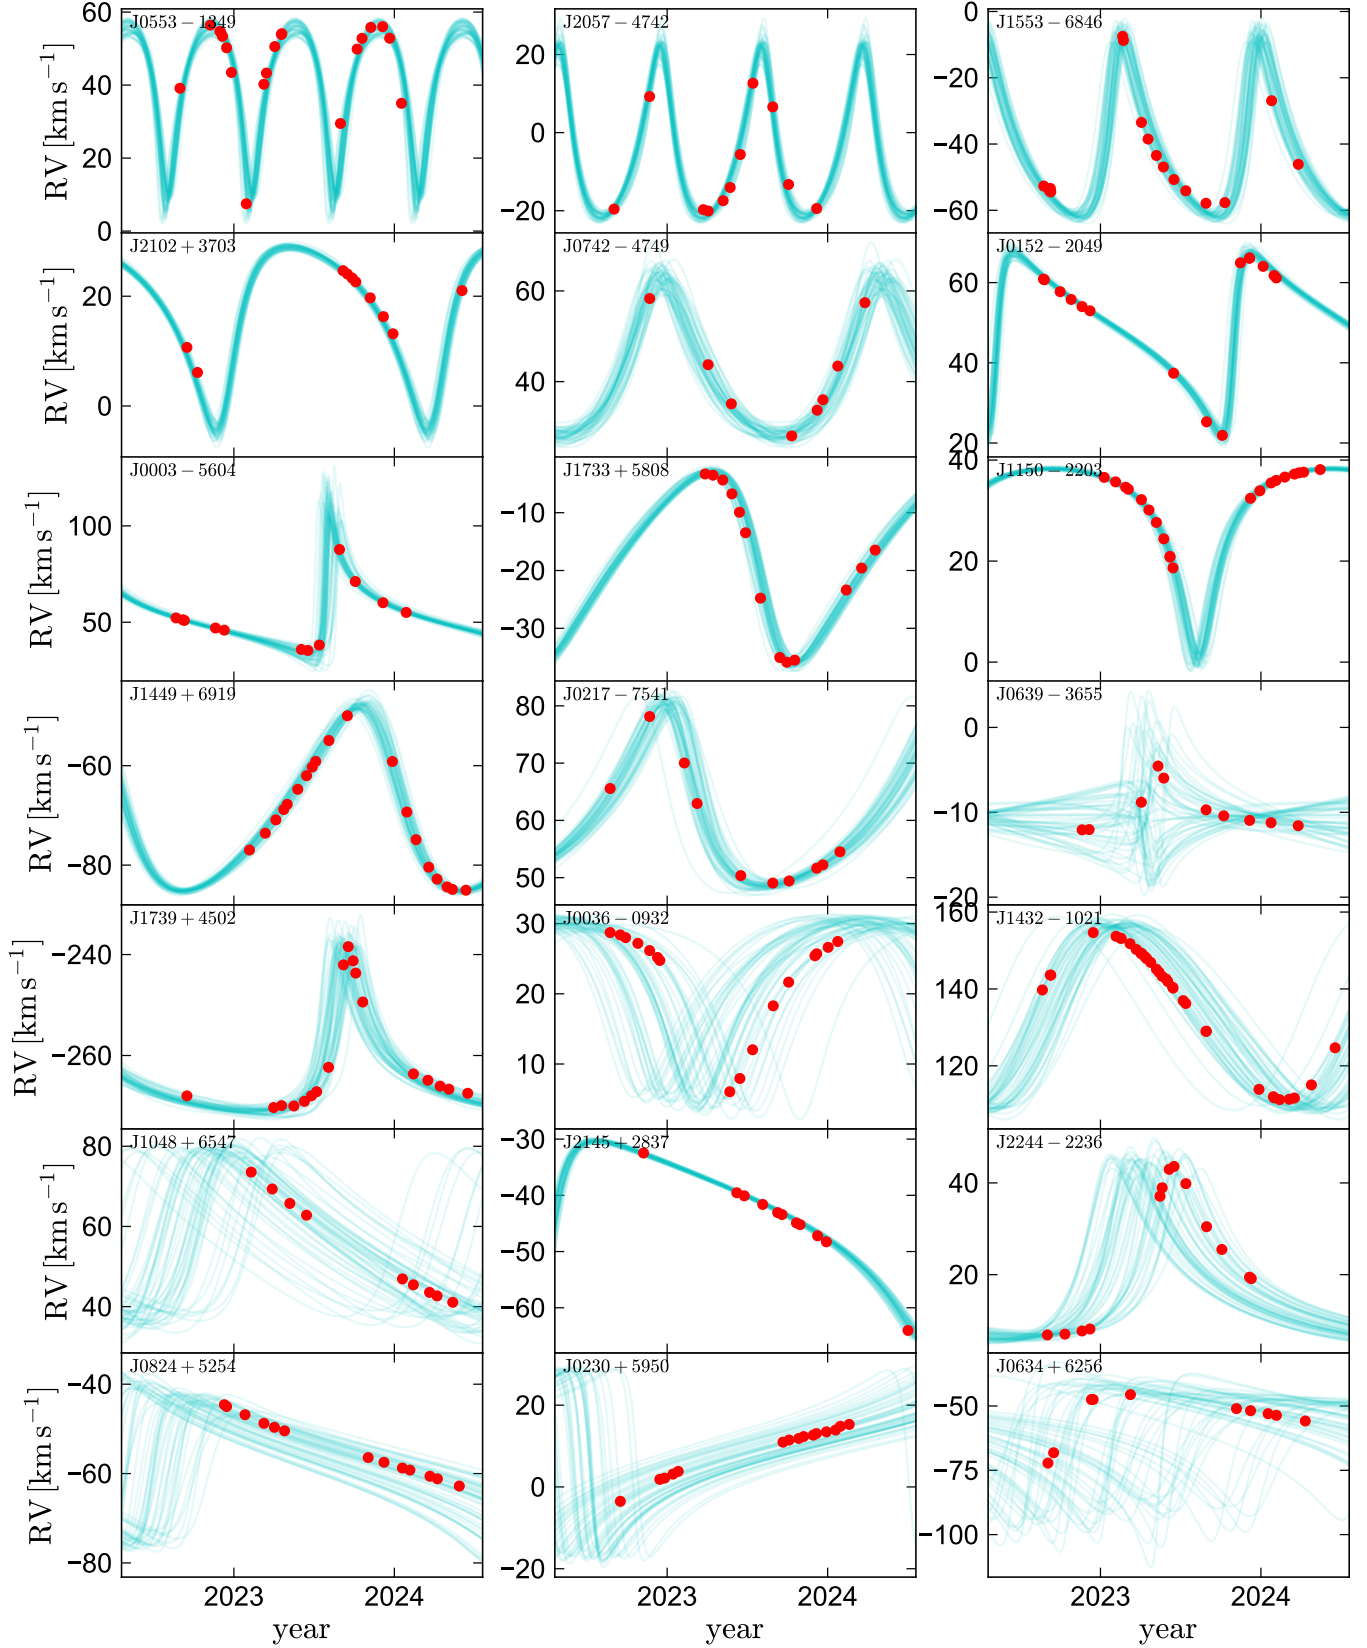 J0553−1349
J2057−4742
J1553−6846
RV [km s⁻¹]
60
40
20
0
20
0
−20
0
−20
−40
−60
J2102+3703
J0742−4749
J0152−2049
RV [km s⁻¹]
20
0
60
40
60
40
20
J0003−5604
J1733+5808
J1150−2203
RV [km s⁻¹]
100
50
−10
−20
−30
40
20
0
J1449+6919
J0217−7541
J0639−3655
RV [km s⁻¹]
−60
−80
80
70
60
50
0
−10
−20
J1739+4502
J0036−0932
J1432−1021
RV [km s⁻¹]
−240
−260
30
20
10
160
140
120
J1048+6547
J2145+2837
J2244−2236
RV [km s⁻¹]
80
60
40
−30
−40
−50
−60
40
20
J0824+5254
J0230+5950
J0634+6256
RV [km s⁻¹]
−40
−60
−80
20
0
−20
−50
−75
−100
2023 2024
2023 2024
2023 2024
year
year
year